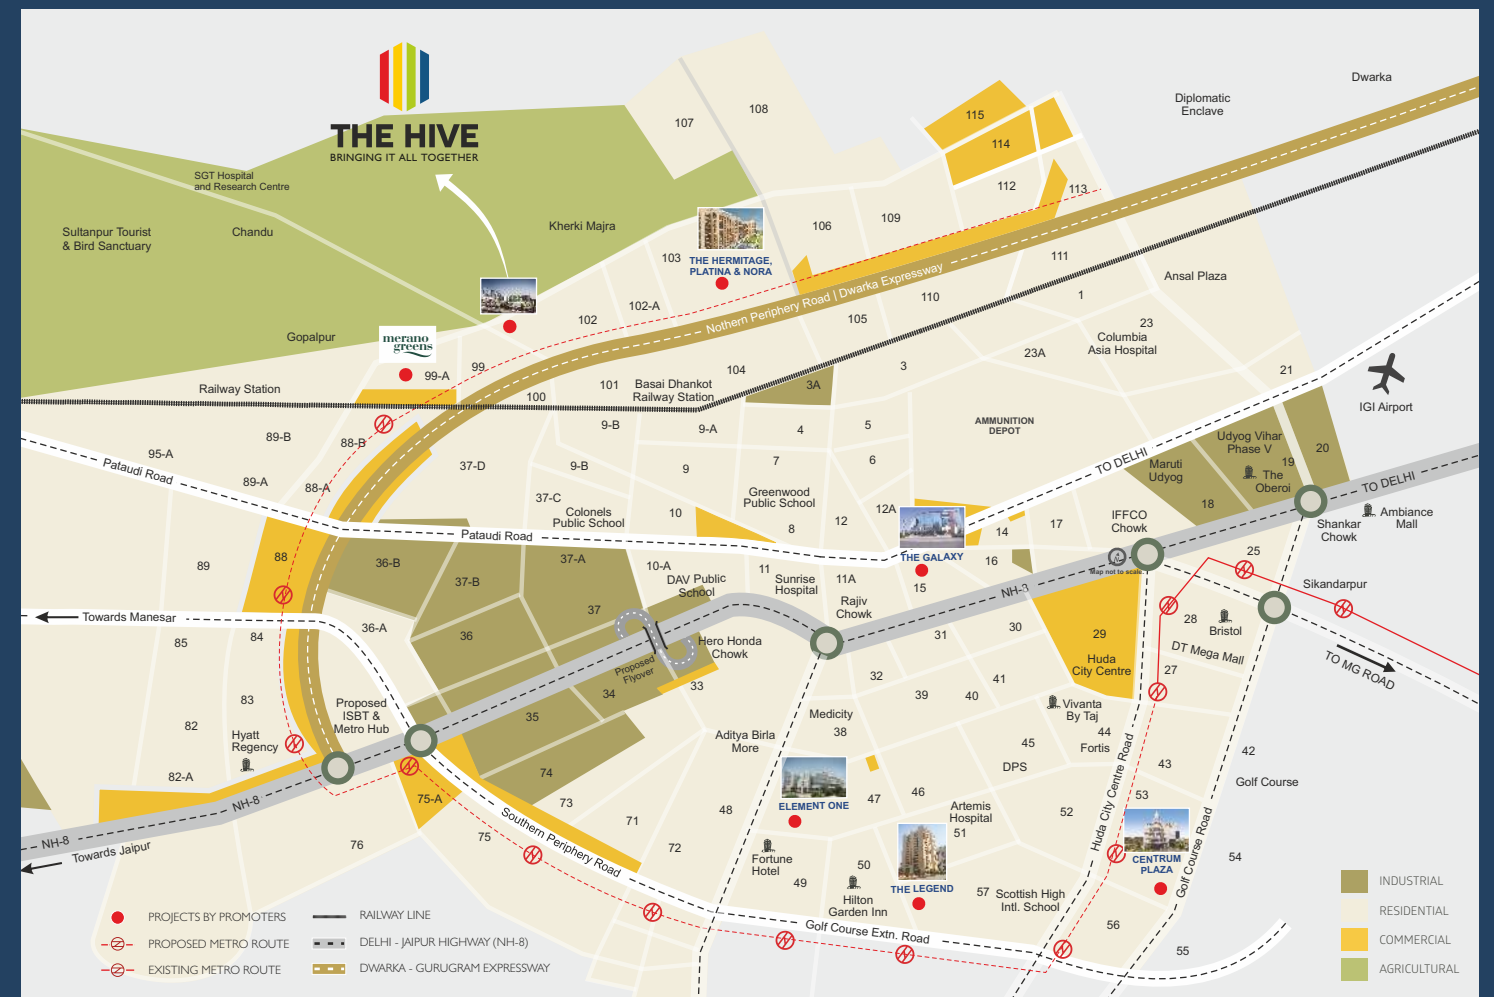 Dwarka
Diplomatic
Enclave
108
107
115
114
THE HIVE
BRINGING IT ALL TOGETHER
SGT Hospital
and Research Centre
112
113
Sultanpur Tourist
& Bird Sanctuary
Chandu
Kherki Majra
106
109
103
THE HERMITAGE,
PLATINA & NORA
111
Ansal Plaza
Nothern Periphery Road | Dwarka Expressway
110
1
102-A
102
105
23
Columbia
Asia Hospital
Gopalpur
merano
greens
23A
3
99
99-A
104
21
101
Basai Dhankot
Railway Station
3A
Railway Station
100
IGI Airport
9-B
9-A
4
5
AMMUNITION
DEPOT
89-B
88-B
95-A
Pataudi Road
37-D
9-B
9
7
6
TO DELHI
Maruti
Udyog
Udyog Vihar
Phase V
19
The
Oberoi
20
TO DELHI
89-A
88-A
37-C
Colonels
Public School
Greenwood
Public School
10
8
12
12A
18
14
17
IFFCO
Chowk
Shankar
Chowk
Ambiance
Mall
Pataudi Road
THE GALAXY
88
89
36-B
37-B
37-A
10-A
DAV Public
School
11
Sunrise
Hospital
11A
15
16
Map not to scale
25
Sikandarpur
NH-8
Rajiv
Chowk
37
Towards Manesar
36-A
36
84
85
Hero Honda
Chowk
Proposed
Flyover
31
30
29
Huda
City Centre
28
Bristol
DT Mega Mall
27
TO MG ROAD
34
33
32
39
40
41
83
82
Proposed
ISBT &
Metro Hub
35
Medicity
38
Vivanta
By Taj
44
Fortis
Hyatt
Regency
Aditya Birla
More
45
DPS
43
42
Golf Course
82-A
74
NH-8
75-A
73
71
48
ELEMENT ONE
47
46
Artemis
Hospital
51
52
53
Huda City Centre Road
CENTRUM
PLAZA
Golf Course Road
54
NH-8
Towards Jaipur
76
75
Southern Periphery Road
72
Fortune
Hotel
49
50
Hilton
Garden Inn
THE LEGEND
57
Scottish High
Intl. School
56
55
Golf Course Extn. Road
PROJECTS BY PROMOTERS
PROPOSED METRO ROUTE
EXISTING METRO ROUTE
RAILWAY LINE
DELHI - JAIPUR HIGHWAY (NH-8)
DWARKA - GURUGRAM EXPRESSWAY
INDUSTRIAL
RESIDENTIAL
COMMERCIAL
AGRICULTURAL